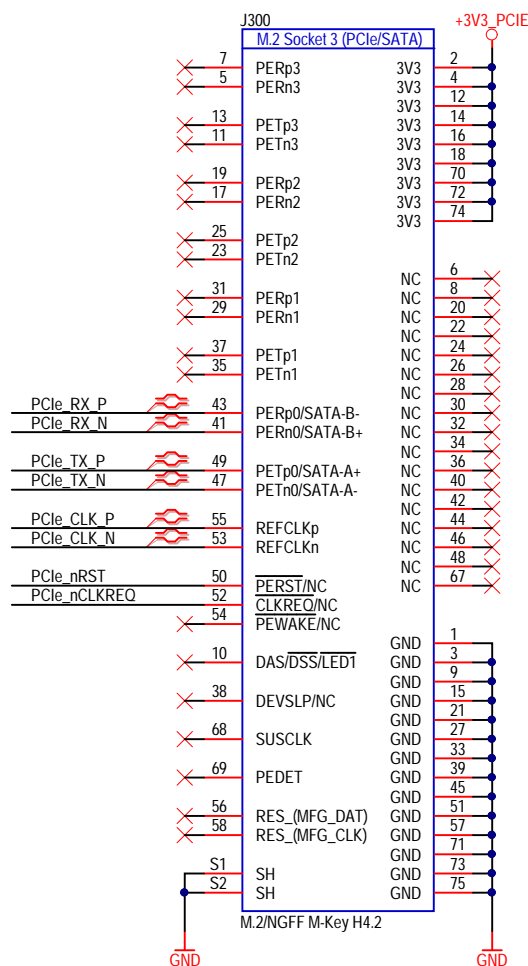 J300
+3V3_PCIE
M.2 Socket 3 (PCIe/SATA)
7 PERp3 3V3 2
5 PERn3 3V3 4
3V3 12
13 PETp3 3V3 14
11 PETn3 3V3 16
3V3 18
19 PERp2 3V3 70
17 PERn2 3V3 72
3V3 74
25 PETp2
23 PETn2
NC 6
31 PERp1 NC 8
29 PERn1 NC 20
NC 22
37 PETp1 NC 24
35 PETn1 NC 26
NC 28
PCIe_RX_P 43 PERp0/SATA-B- NC 30
PCIe_RX_N 41 PERn0/SATA-B+ NC 32
NC 34
PCIe_TX_P 49 PETp0/SATA-A+ NC 36
PCIe_TX_N 47 PETn0/SATA-A- NC 40
NC 42
PCIe_CLK_P 55 REFCLKp NC 44
PCIe_CLK_N 53 REFCLKn NC 46
NC 48
PCIe_nRST 50 PERST/NC NC 67
PCIe_nCLKREQ 52 CLKREQ/NC
54 PEWAKE/NC
GND 1
10 DAS/DSS/LED1 GND 3
GND 9
38 DEVSLP/NC GND 15
GND 21
68 SUSCLK GND 27
GND 33
69 PEDET GND 39
GND 45
56 RES_(MFG_DAT) GND 51
58 RES_(MFG_CLK) GND 57
GND 71
S1 SH GND 73
S2 SH GND 75
M.2/NGFF M-Key H4.2
GND
GND